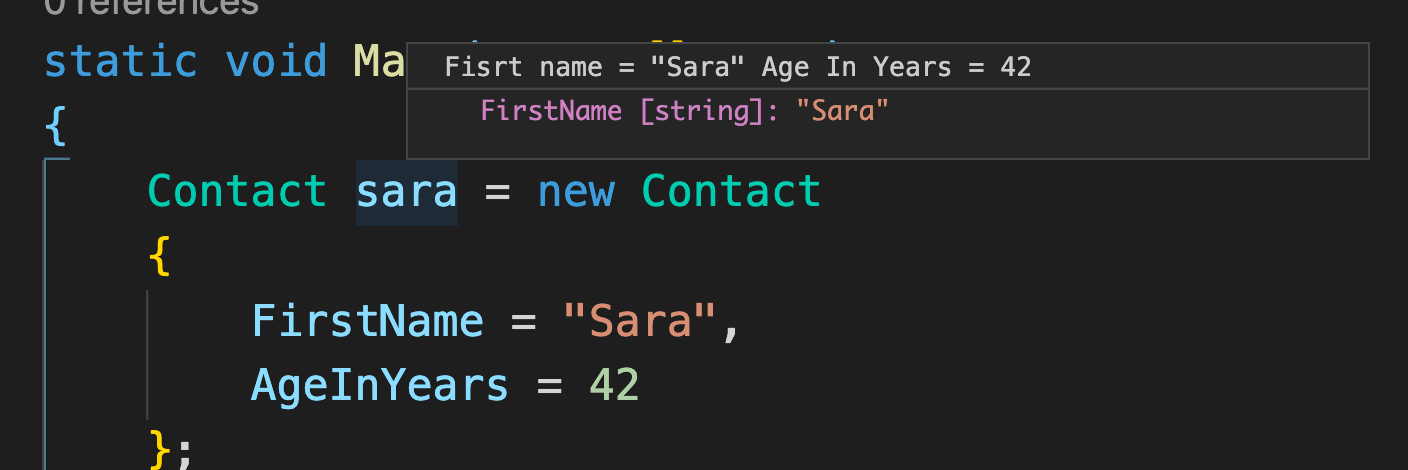 0 references
static void Ma
Fisrt name = "Sara" Age In Years = 42
FirstName [string]: "Sara"
{
Contact sara = new Contact
{
FirstName = "Sara",
AgeInYears = 42
};